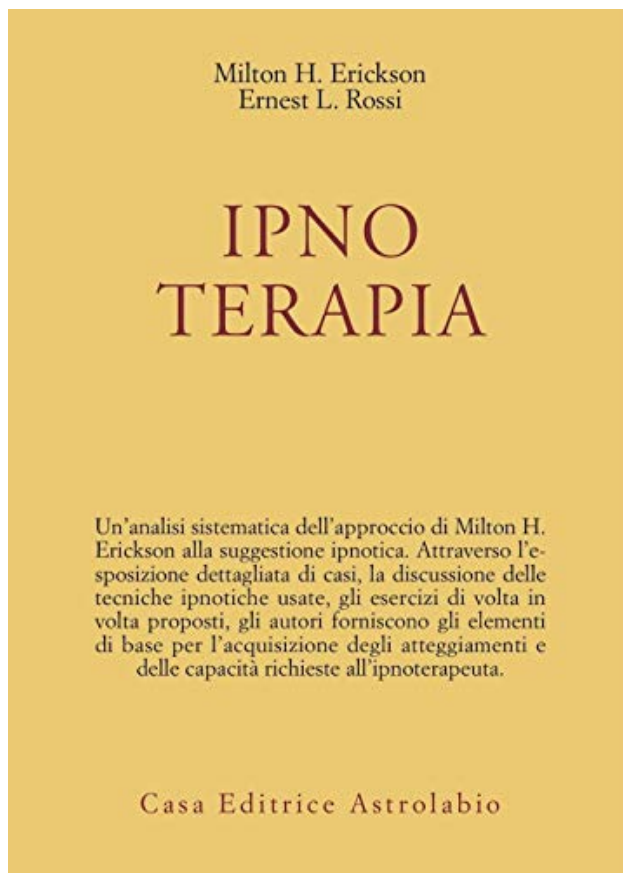 Milton H. Erickson
Ernest L. Rossi
IPNO
TERAPIA
Un'analisi sistematica dell'approccio di Milton H.
Erickson alla suggestione ipnotica. Attraverso l'e-
sposizione dettagliata di casi, la discussione delle
tecniche ipnotiche usate, gli esercizi di volta in
volta proposti, gli autori forniscono gli elementi
di base per l'acquisizione degli atteggiamenti e
delle capacità richieste all'ipnoterapeuta.
Casa Editrice Astrolabio